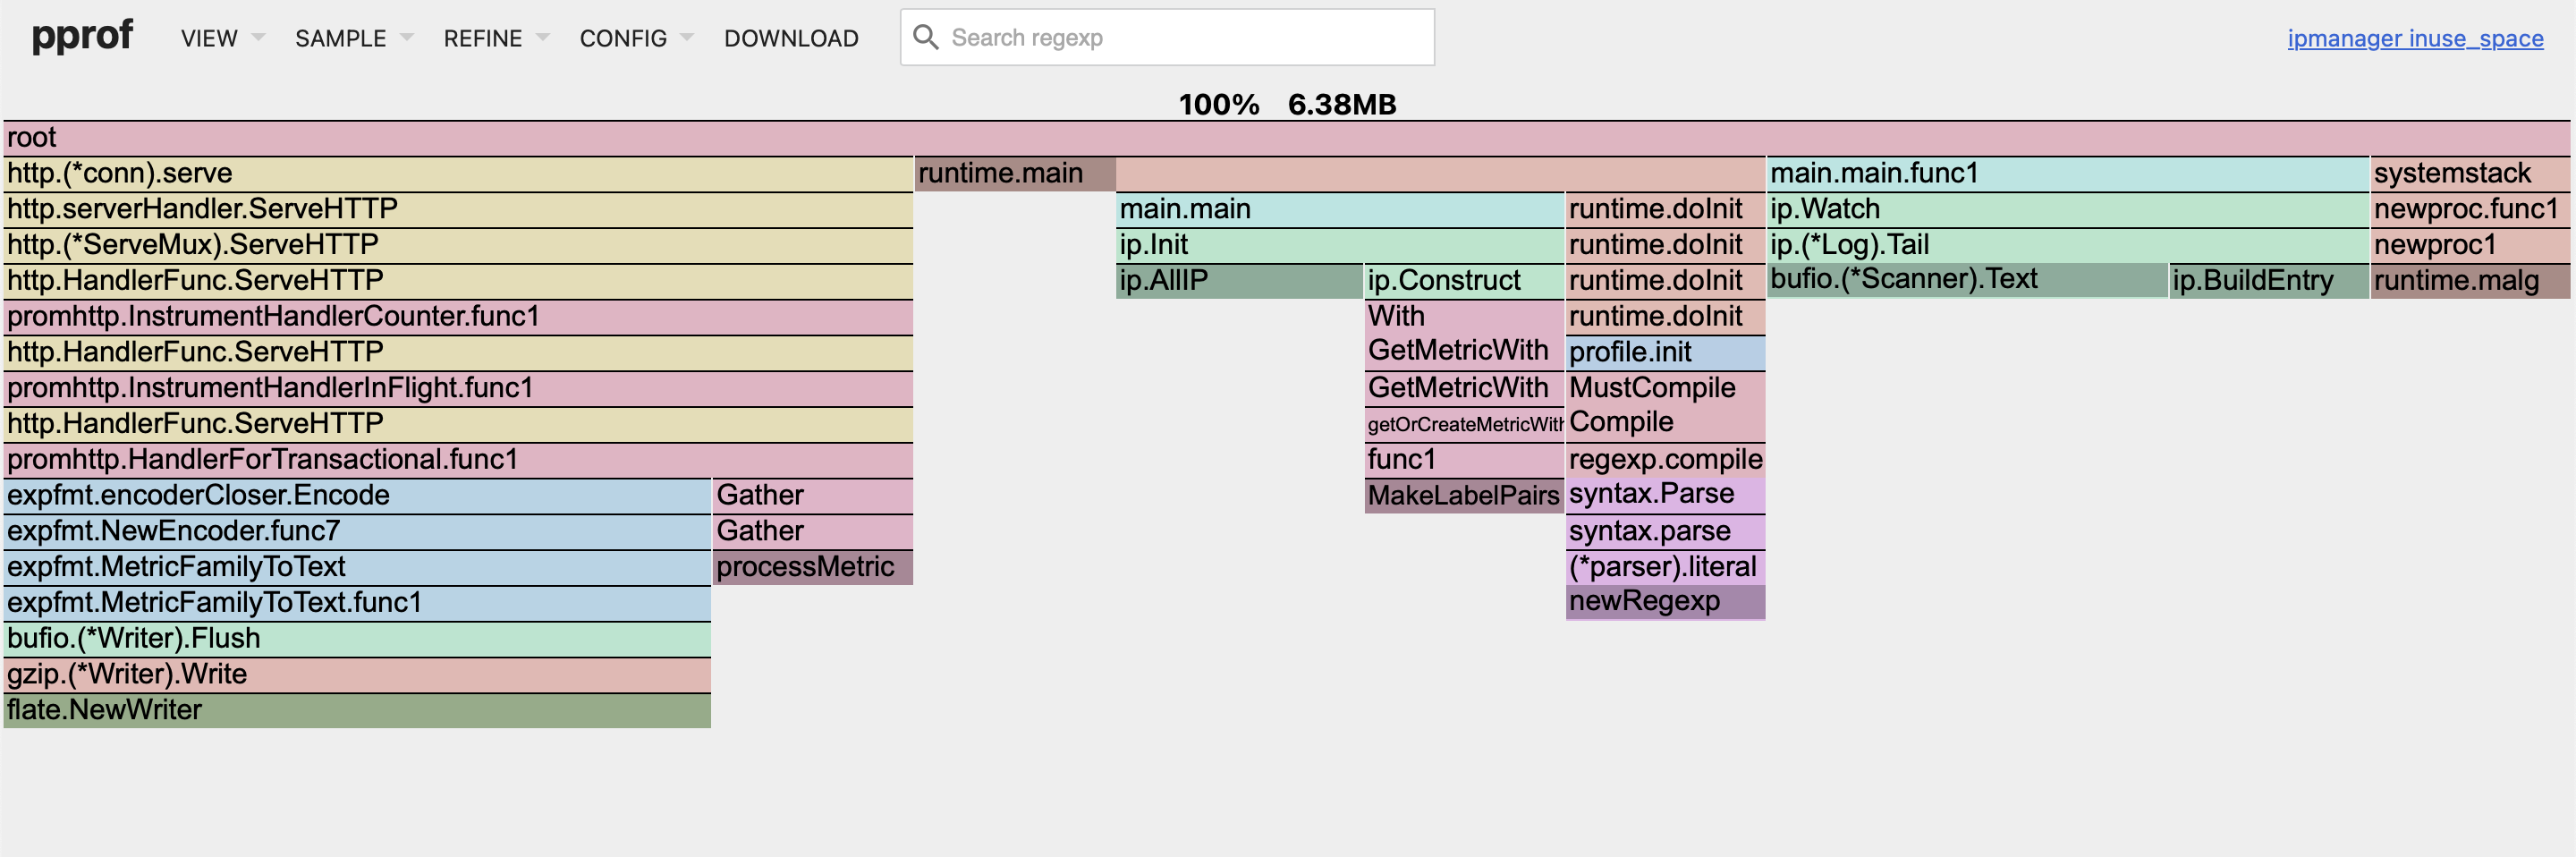 pprof VIEW SAMPLE REFINE CONFIG DOWNLOAD Search regexp ipmanager inuse_space
100% 6.38MB
root
http.(*conn).serve runtime.main main.main.func1 systemstack
http.serverHandler.ServeHTTP main.main runtime.doInit ip.Watch newproc.func1
http.(*ServeMux).ServeHTTP ip.Init runtime.doInit ip.(*Log).Tail newproc1
http.HandlerFunc.ServeHTTP ip.AllIP ip.Construct runtime.doInit bufio.(*Scanner).Text ip.BuildEntry runtime.malg
promhttp.InstrumentHandlerCounter.func1 With runtime.doInit
http.HandlerFunc.ServeHTTP GetMetricWith profile.init
promhttp.InstrumentHandlerInFlight.func1 GetMetricWith MustCompile
http.HandlerFunc.ServeHTTP getOrCreateMetricWith Compile
promhttp.HandlerForTransactional.func1 func1 regexp.compile
expfmt.encoderCloser.Encode Gather MakeLabelPairs syntax.Parse
expfmt.NewEncoder.func7 Gather syntax.parse
expfmt.MetricFamilyToText processMetric (*parser).literal
expfmt.MetricFamilyToText.func1 newRegexp
bufio.(*Writer).Flush
gzip.(*Writer).Write
flate.NewWriter